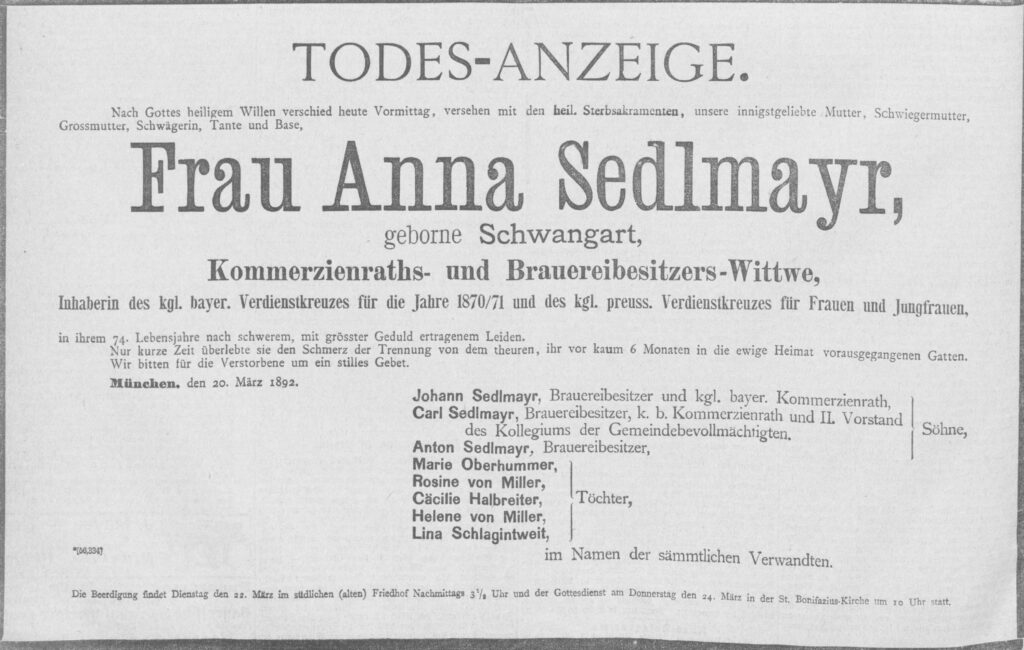 TODES-ANZEIGE.
Nach Gottes heiligem Willen verschied heute Vormittag, versehen mit den heil. Sterbsakramenten, unsere innigstgeliebte Mutter, Schwiegermutter,
Grossmutter, Schwägerin, Tante und Base,
Frau Anna Sedlmayr,
geborne Schwangart,
Kommerzienraths- und Brauereibesitzers-Wittwe,
Inhaberin des kgl. bayer. Verdienstkreuzes für die Jahre 1870/71 und des kgl. preuss. Verdienstkreuzes für Frauen und Jungfrauen,
in ihrem 74. Lebensjahre nach schwerem, mit grösster Geduld ertragenem Leiden.
Nur kurze Zeit überlebte sie den Schmerz der Trennung von dem theuren, ihr vor kaum 6 Monaten in die ewige Heimat vorausgegangenen Gatten.
Wir bitten für die Verstorbene um ein stilles Gebet.
München, den 20. März 1892.
Johann Sedlmayr, Brauereibesitzer und kgl. bayer. Kommerzienrath,
Carl Sedlmayr, Brauereibesitzer, k. b. Kommerzienrath und II. Vorstand
des Kollegiums der Gemeindebevollmächtigten,
Söhne,
Anton Sedlmayr, Brauereibesitzer,
Marie Oberhummer,
Rosine von Miller,
Cäcilie Halbreiter,
Töchter,
Helene von Miller,
Lina Schlagintweit,
im Namen der sämmtlichen Verwandten.
Die Beerdigung findet Dienstag den 22. März im südlichen (alten) Friedhof Nachmittags 3½ Uhr und der Gottesdienst am Donnerstag den 24. März in der St. Bonifazius-Kirche um 10 Uhr statt.